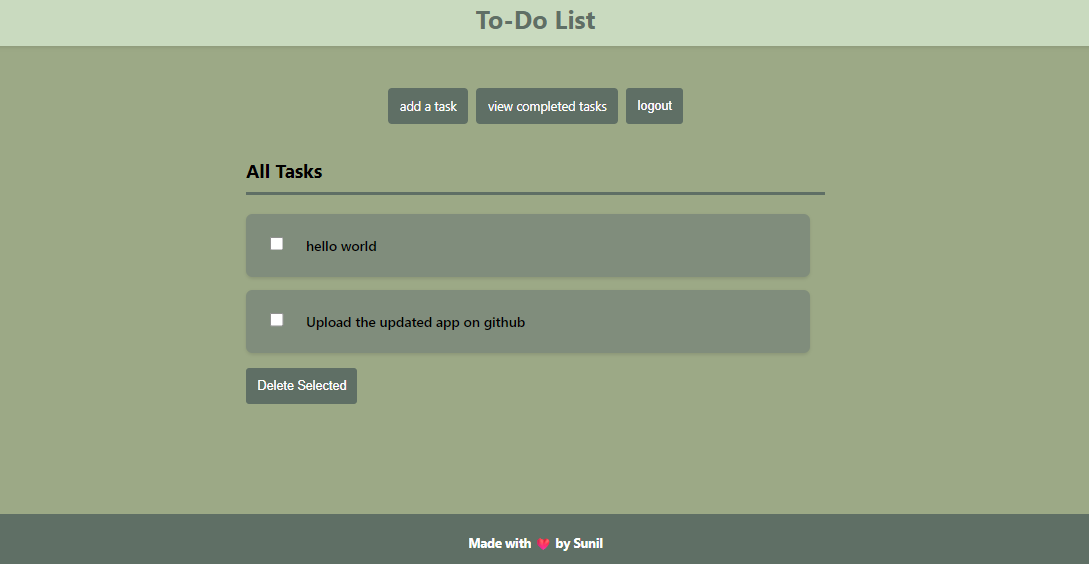 To-Do List
add a task view completed tasks logout
All Tasks
hello world
Upload the updated app on github
Delete Selected
Made with 💗 by Sunil